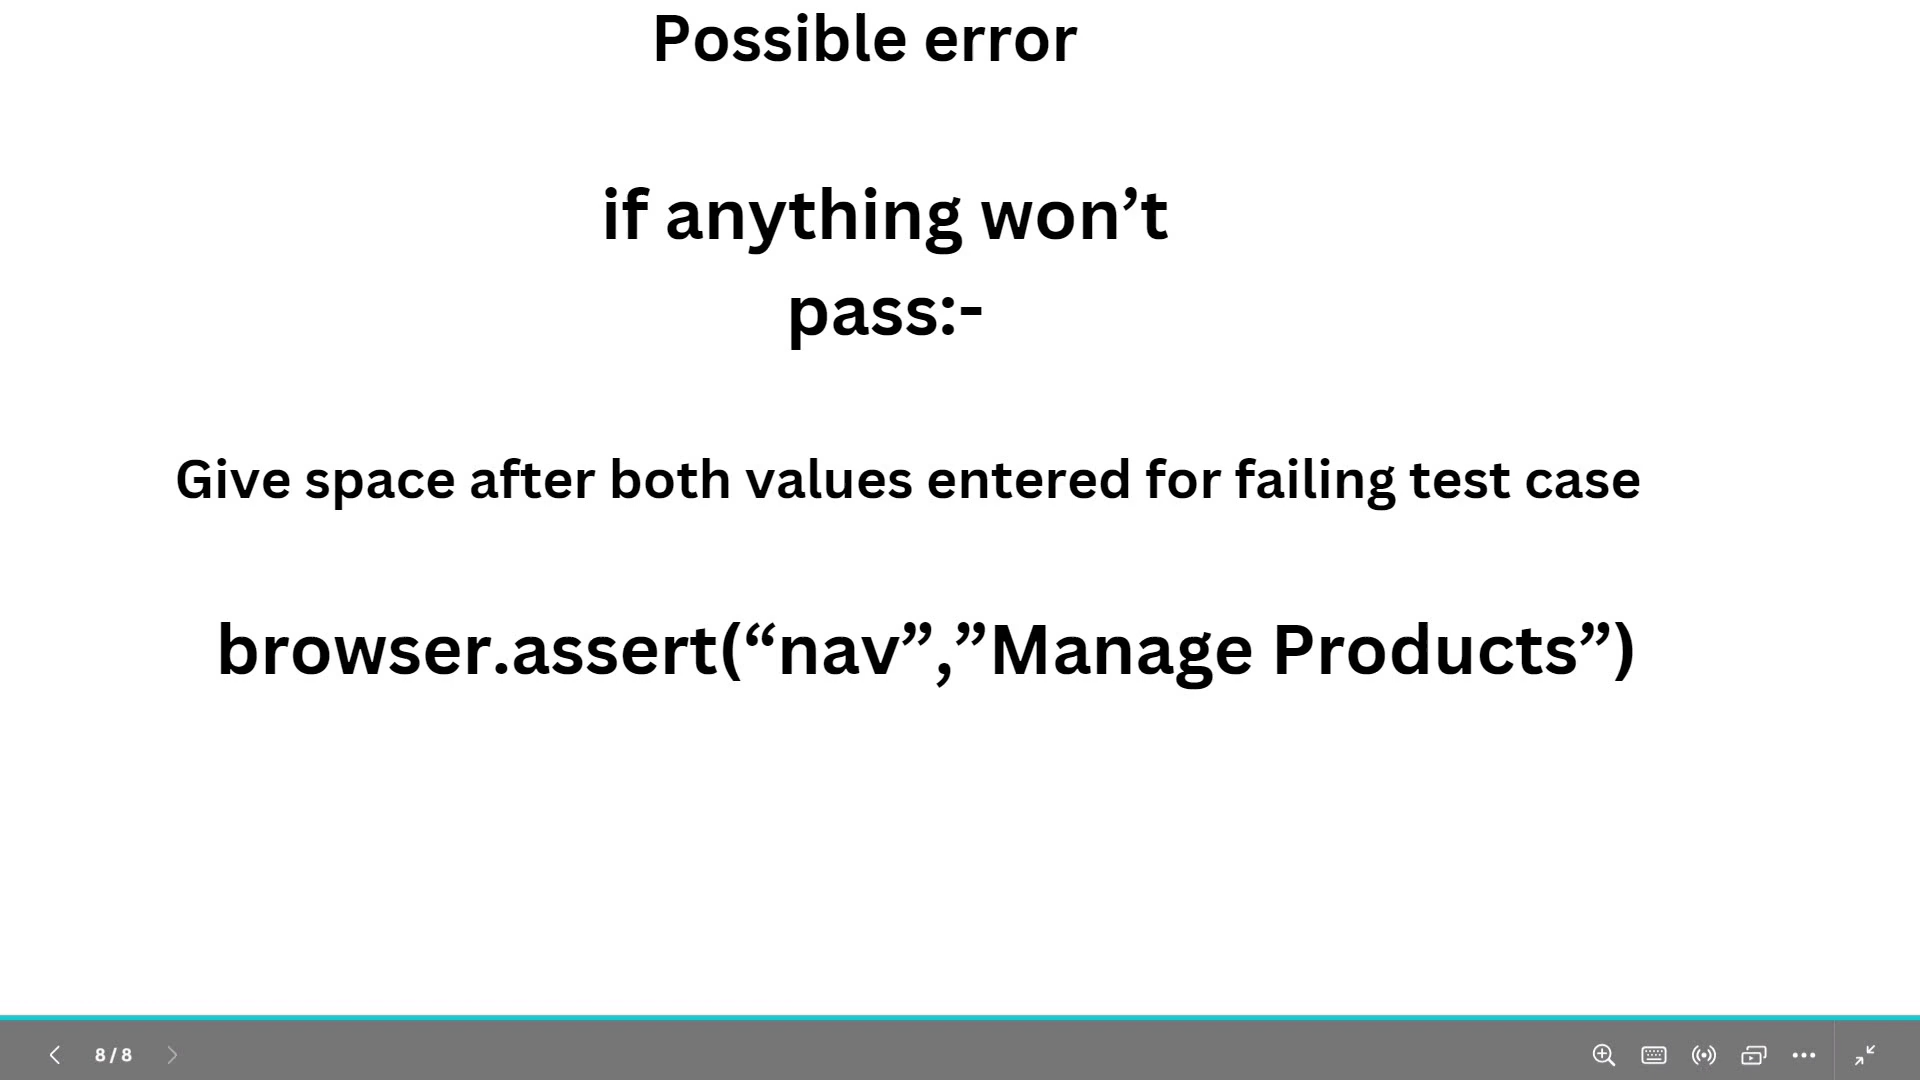 Possible error
if anything won’t
pass:-
Give space after both values entered for failing test case
browser.assert(“nav”,”Manage Products”)
8 / 8